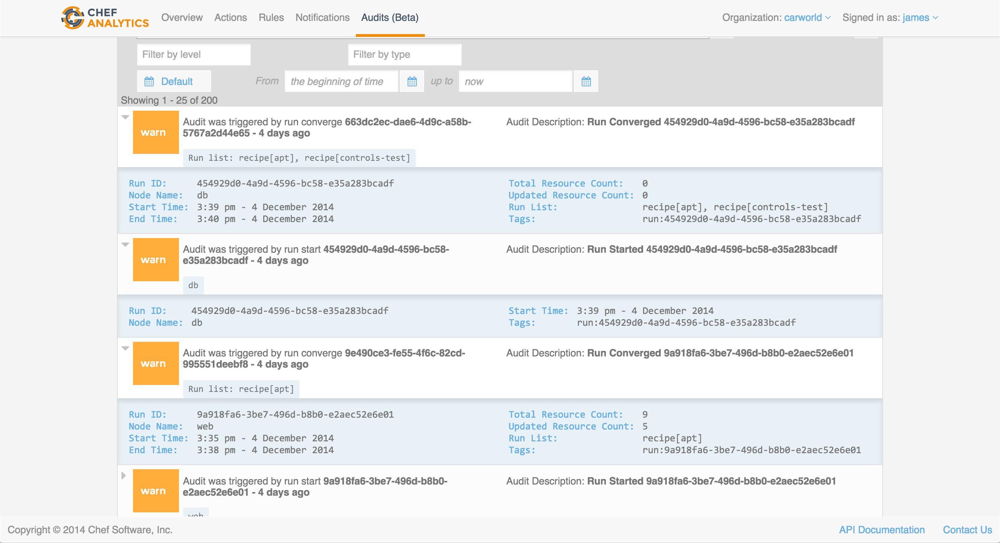 CHEF
ANALYTICS
Overview Actions Rules Notifications Audits (Beta) Organization: carworld Signed in as: james
Filter by level Filter by type
Default From the beginning of time up to now
Showing 1 - 25 of 200
warn
Audit was triggered by run converge 663dc2ec-dae6-4d9c-a58b-
5767a2d44e65 - 4 days ago
Audit Description: Run Converged 454929d0-4a9d-4596-bc58-e35a283bcadf
Run list: recipe[apt], recipe[controls-test]
Run ID: 454929d0-4a9d-4596-bc58-e35a283bcadf
Node Name: db
Start Time: 3:39 pm - 4 December 2014
End Time: 3:40 pm - 4 December 2014
Total Resource Count: 0
Updated Resource Count: 0
Run List: recipe[apt], recipe[controls-test]
Tags: run:454929d0-4a9d-4596-bc58-e35a283bcadf
warn
Audit was triggered by run start 454929d0-4a9d-4596-bc58-
e35a283bcadf - 4 days ago
Audit Description: Run Started 454929d0-4a9d-4596-bc58-e35a283bcadf
db
Run ID: 454929d0-4a9d-4596-bc58-e35a283bcadf
Node Name: db
Start Time: 3:39 pm - 4 December 2014
Tags: run:454929d0-4a9d-4596-bc58-e35a283bcadf
warn
Audit was triggered by run converge 9e490ce3-fe55-4f6c-82cd-
995551deebf8 - 4 days ago
Audit Description: Run Converged 9a918fa6-3be7-496d-b8b0-e2aec52e6e01
Run list: recipe[apt]
Run ID: 9a918fa6-3be7-496d-b8b0-e2aec52e6e01
Node Name: web
Start Time: 3:35 pm - 4 December 2014
End Time: 3:38 pm - 4 December 2014
Total Resource Count: 9
Updated Resource Count: 5
Run List: recipe[apt]
Tags: run:9a918fa6-3be7-496d-b8b0-e2aec52e6e01
warn
Audit was triggered by run start 9a918fa6-3be7-496d-b8b0-
e2aec52e6e01 - 4 days ago
Audit Description: Run Started 9a918fa6-3be7-496d-b8b0-e2aec52e6e01
web
Copyright © 2014 Chef Software, Inc. API Documentation Contact Us